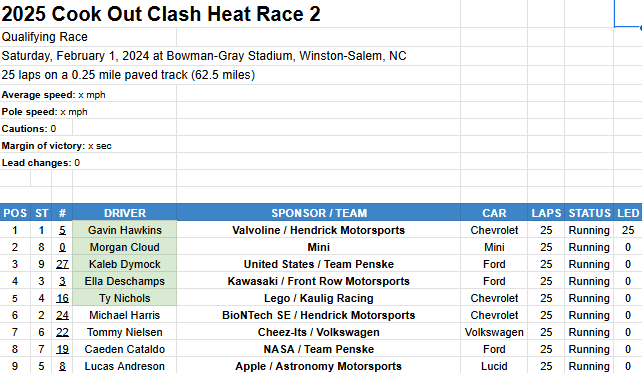 2025 Cook Out Clash Heat Race 2
Qualifying Race
Saturday, February 1, 2024 at Bowman-Gray Stadium, Winston-Salem, NC
25 laps on a 0.25 mile paved track (62.5 miles)
Average speed: x mph
Pole speed: x mph
Cautions: 0
Margin of victory: x sec
Lead changes: 0
POS ST # DRIVER SPONSOR / TEAM CAR LAPS STATUS LED
1 1 5 Gavin Hawkins Valvoline / Hendrick Motorsports Chevrolet 25 Running 25
2 8 0 Morgan Cloud Mini Mini 25 Running 0
3 9 27 Kaleb Dymock United States / Team Penske Ford 25 Running 0
4 3 3 Ella Deschamps Kawasaki / Front Row Motorsports Ford 25 Running 0
5 4 16 Ty Nichols Lego / Kaulig Racing Chevrolet 25 Running 0
6 2 24 Michael Harris BioNTech SE / Hendrick Motorsports Chevrolet 25 Running 0
7 6 22 Tommy Nielsen Cheez-Its / Volkswagen Volkswagen 25 Running 0
8 7 19 Caeden Cataldo NASA / Team Penske Ford 25 Running 0
9 5 8 Lucas Andreson Apple / Astronomy Motorsports Lucid 25 Running 0